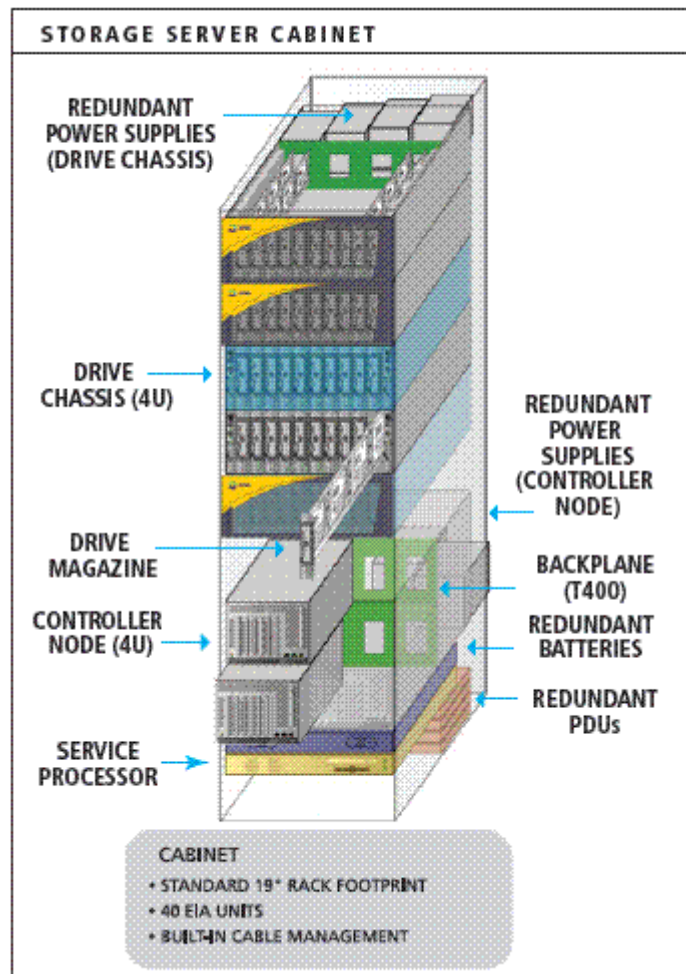 STORAGE SERVER CABINET
REDUNDANT
POWER SUPPLIES
(DRIVE CHASSIS)
DRIVE
CHASSIS (4U)
REDUNDANT
POWER
SUPPLIES
(CONTROLLER
NODE)
DRIVE
MAGAZINE
BACKPLANE
(T400)
CONTROLLER
NODE (4U)
REDUNDANT
BATTERIES
REDUNDANT
PDUs
SERVICE
PROCESSOR
CABINET
• STANDARD 19" RACK FOOTPRINT
• 40 EIA UNITS
• BUILT-IN CABLE MANAGEMENT